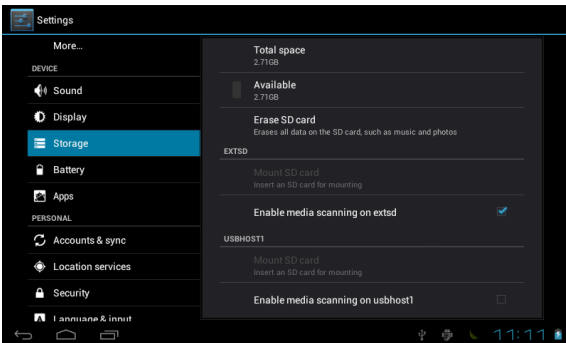 Settings
More...
DEVICE
Sound
Display
Storage
Battery
Apps
PERSONAL
Accounts & sync
Location services
Security
Language & input
Total space
2.71GB
Available
2.71GB
Erase SD card
Erases all data on the SD card, such as music and photos
EXTSD
Mount SD card
Insert an SD card for mounting
Enable media scanning on extsd
USBHOST1
Mount SD card
Insert an SD card for mounting
Enable media scanning on usbhost1
11:11